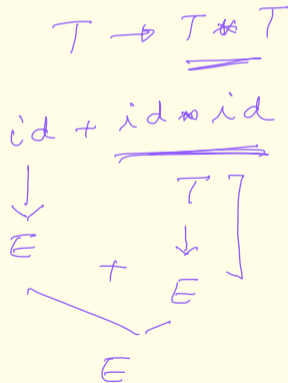 T → T * T
id + id * id
T
E
+ E
E